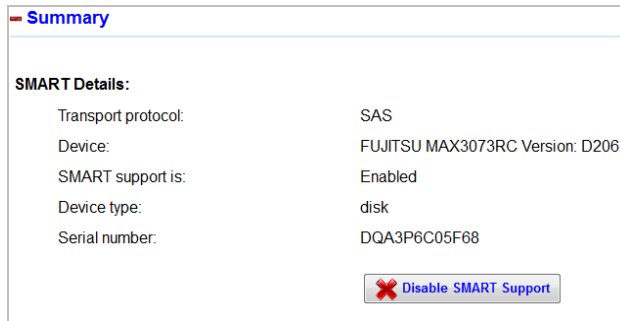 Summary
SMART Details:
Transport protocol: SAS
Device: FUJITSU MAX3073RC Version: D206
SMART support is: Enabled
Device type: disk
Serial number: DQA3P6C05F68
Disable SMART Support